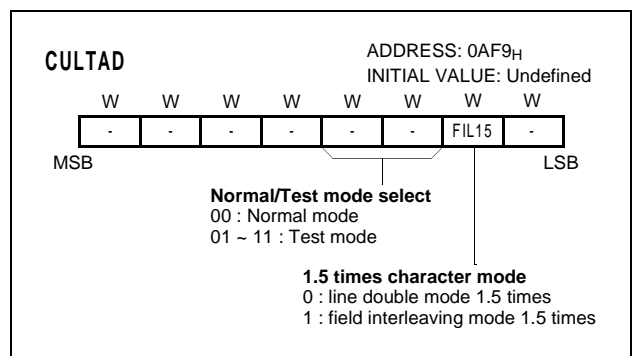 CULTAD
ADDRESS: 0AF9H
INITIAL VALUE: Undefined
W W W W W W W W
- - - - - - FIL15 -
MSB LSB
Normal/Test mode select
00 : Normal mode
01 ~ 11 : Test mode
1.5 times character mode
0 : line double mode 1.5 times
1 : field interleaving mode 1.5 times